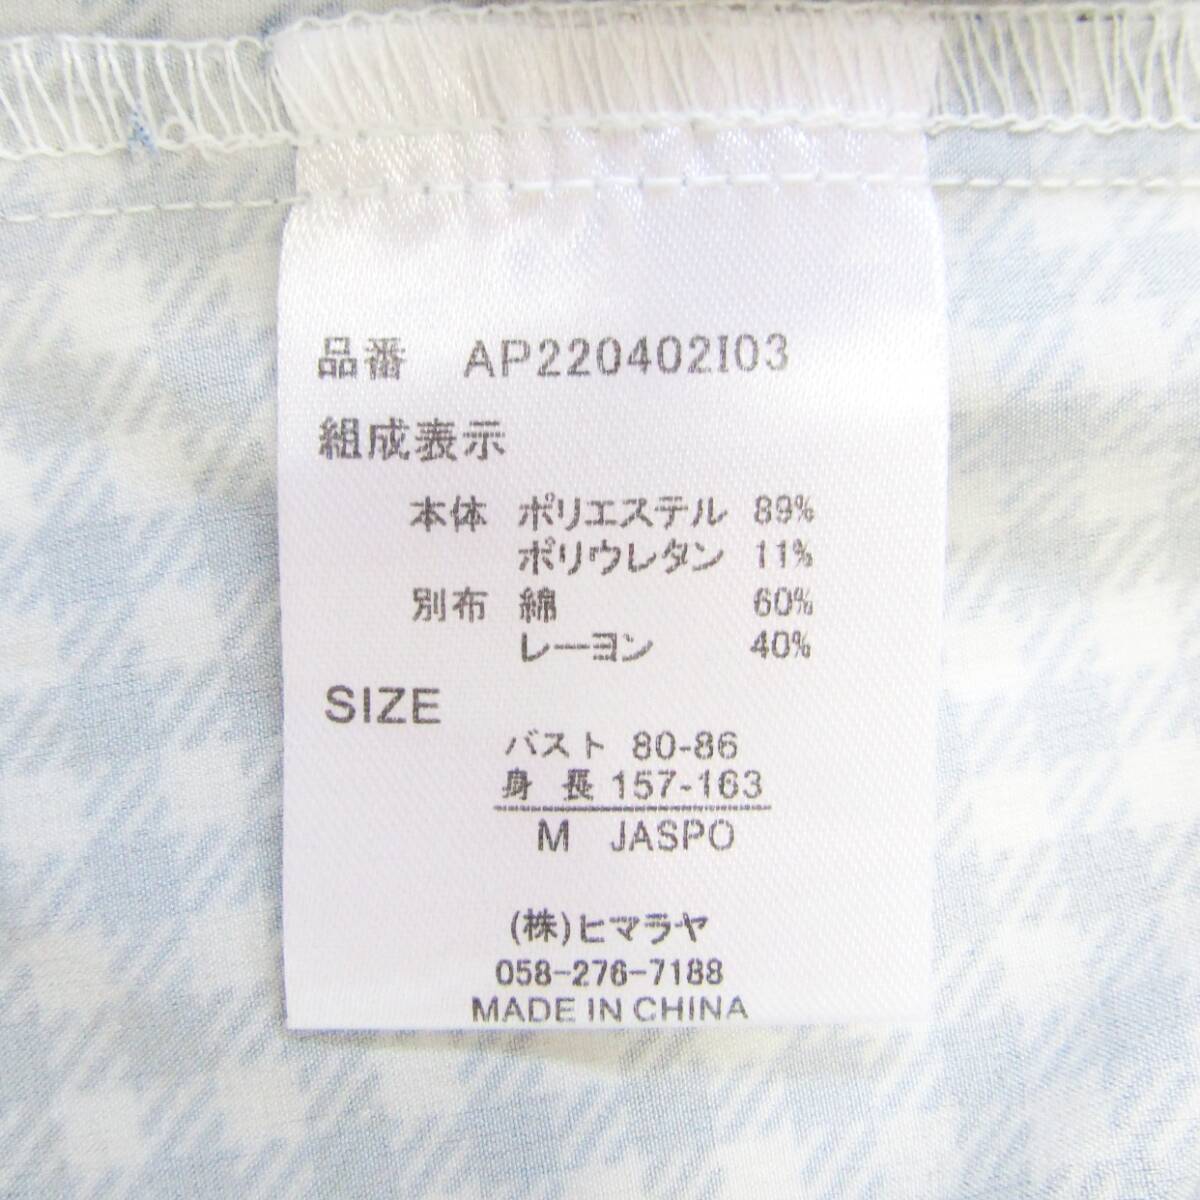 品番 AP220402I03
組成表示
本体 ポリエステル 89%
ポリウレタン 11%
別布 綿 60%
レーヨン 40%
SIZE
バスト 80-86
身長 157-163
M JASPO
(株)ヒマラヤ
058-276-7188
MADE IN CHINA